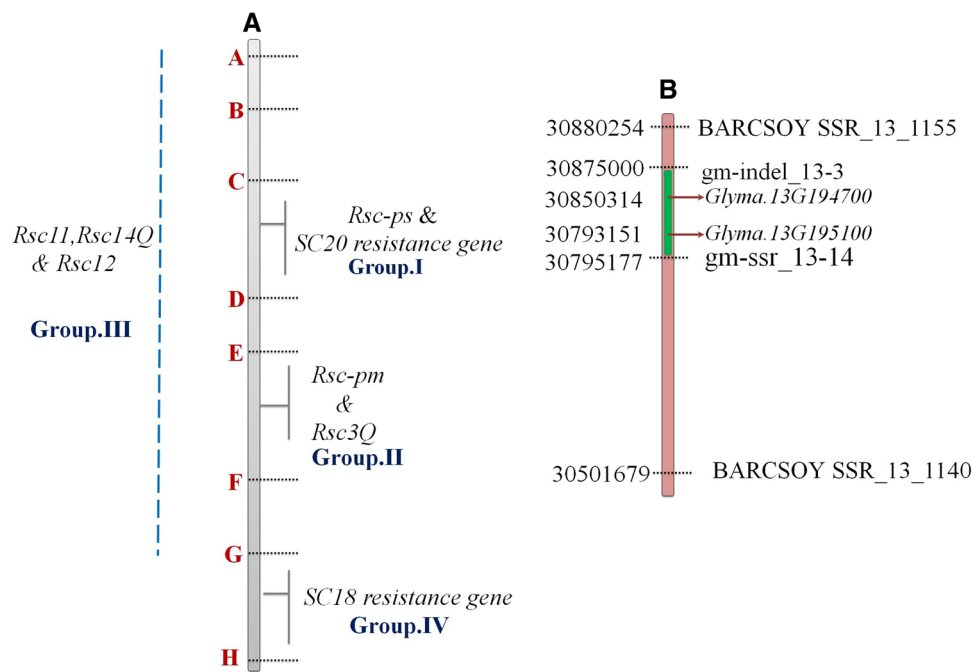 A
A
B
C
Rsc-ps &
SC20 resistance gene
Group.I
Rsc11,Rsc14Q
& Rsc12
Group.III
D
E
Rsc-pm
&
Rsc3Q
Group.II
F
G
SC18 resistance gene
Group.IV
H
B
30880254 BARCSOY SSR_13_1155
30875000 gm-indel_13-3
30850314 Glyma.13G194700
30793151 Glyma.13G195100
30795177 gm-ssr_13-14
30501679 BARCSOY SSR_13_1140